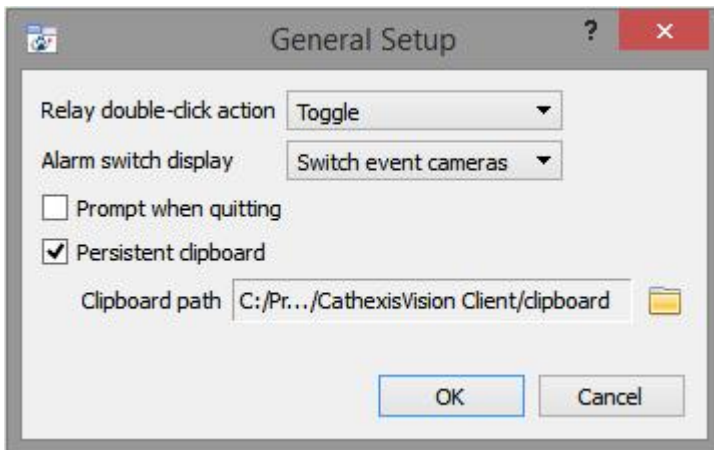 General Setup
?
Relay double-click action Toggle
Alarm switch display Switch event cameras
Prompt when quitting
Persistent clipboard
Clipboard path C:/Pr.../CathexisVision Client/clipboard
OK Cancel